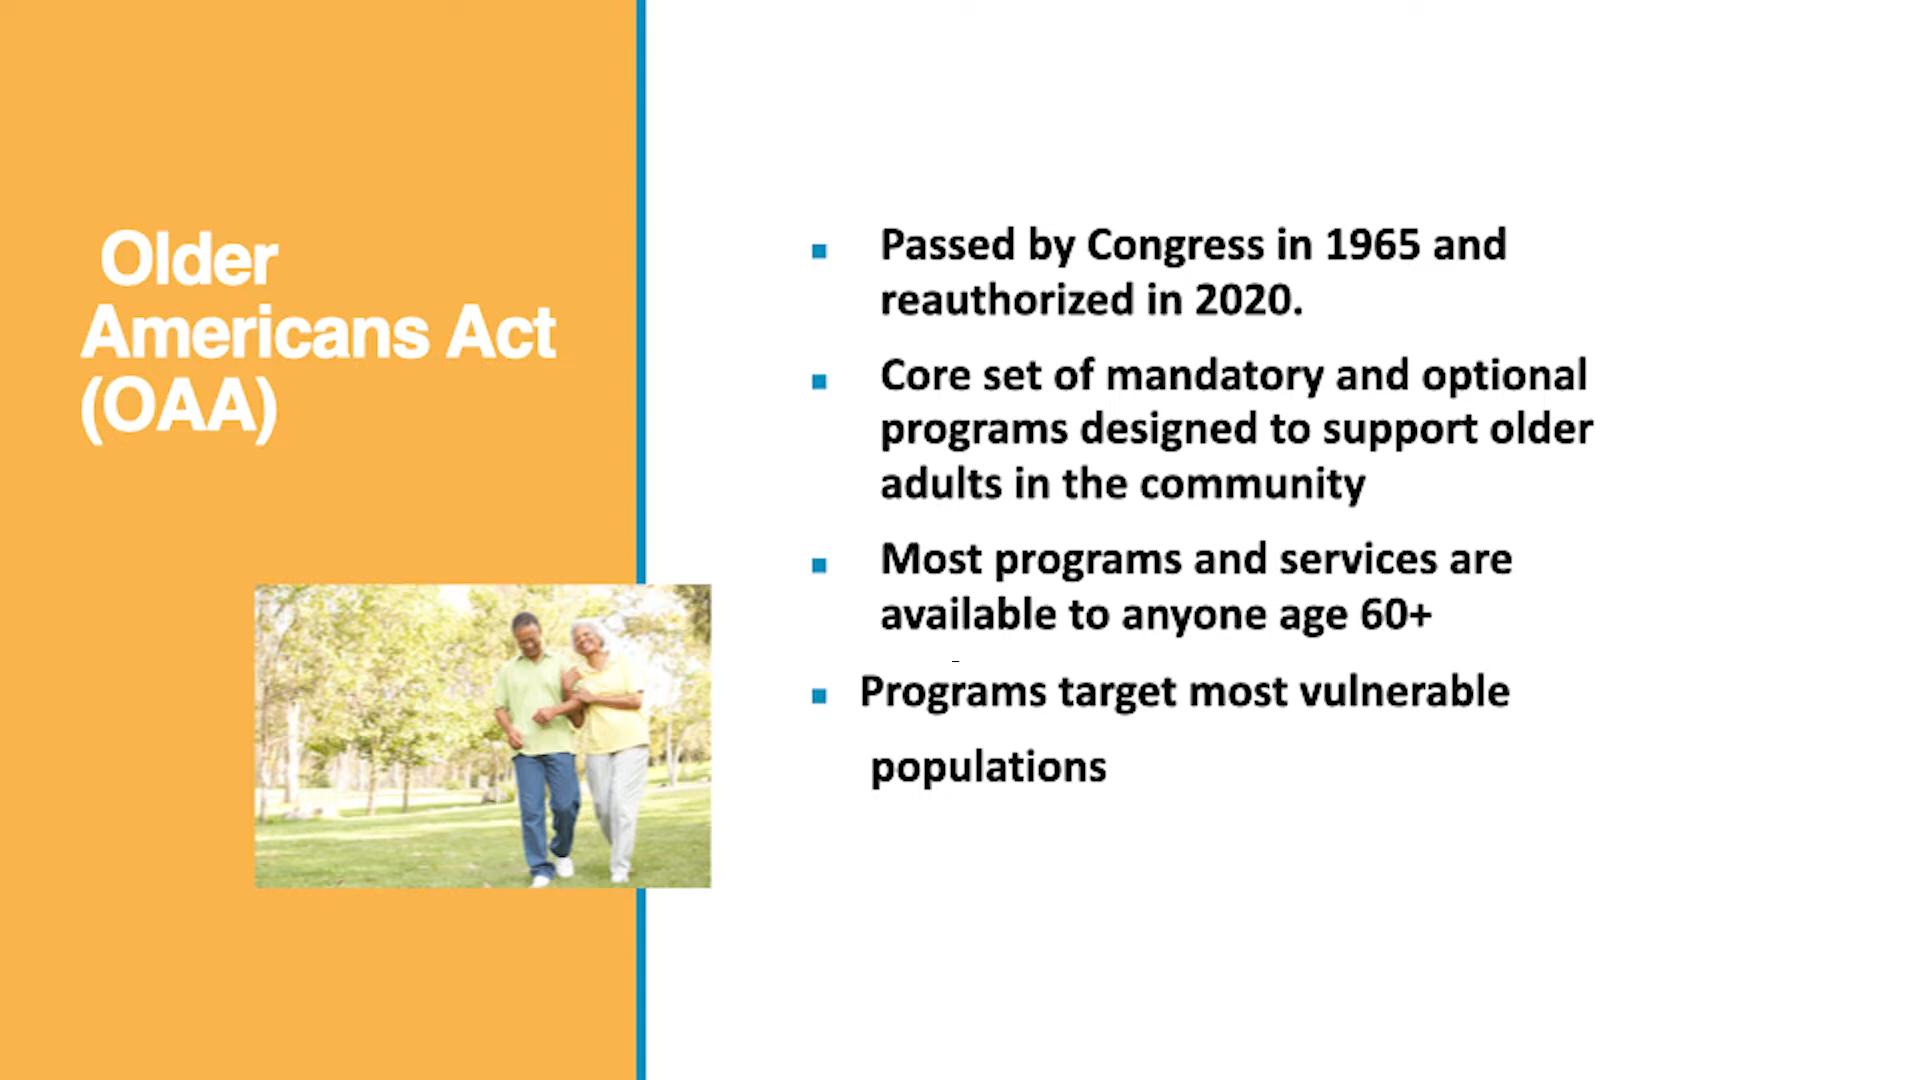 Older
Americans Act
(OAA)
▪ Passed by Congress in 1965 and
reauthorized in 2020.
▪ Core set of mandatory and optional
programs designed to support older
adults in the community
▪ Most programs and services are
available to anyone age 60+
▪ Programs target most vulnerable
populations